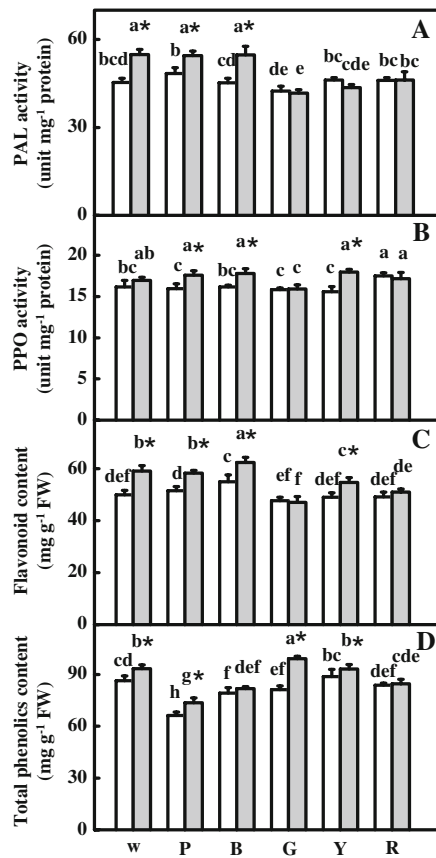 A
PAL activity
(unit mg⁻¹ protein)
60
30
0
bcd a* b a* cd a* de e bc cde bc bc
B
PPO activity
(unit mg⁻¹ protein)
20
15
10
5
0
bc ab c a* bc a* c c c a* a a
C
Flavonoid content
(mg g⁻¹ FW)
60
40
20
0
def b* d b* c a* ef f def c* def de
D
Total phenolics content
(mg g⁻¹ FW)
90
60
30
0
cd b* h g* f def ef a* bc b* def cde
w P B G Y R